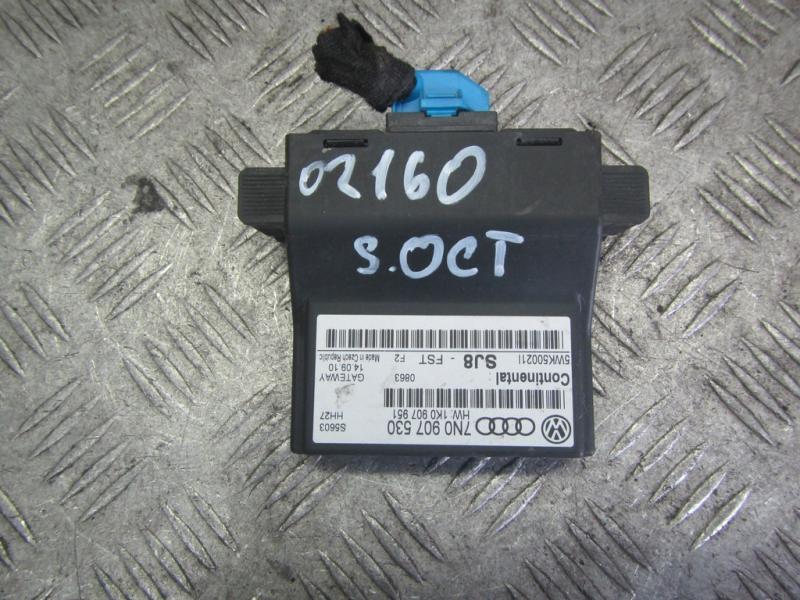 02160
S.OCT
7N0 907 530
HW: 1K0 907 951
S5603
HH27
Continental: 0863 GATEWAY
SJ8 - FST F2 14.09.10
Made in Czech Republic
5WK50021I